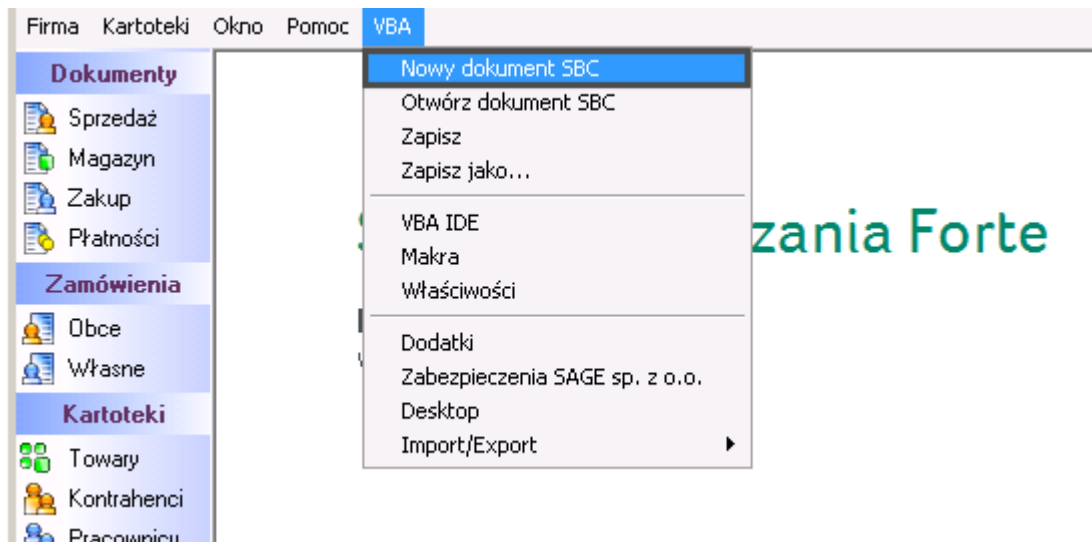 Firma Kartoteki Okno Pomoc VBA
Dokumenty
Sprzedaż
Magazyn
Zakup
Płatności
Zamówienia
Obce
Własne
Kartoteki
Towary
Kontrahenci
Pracownicy
Nowy dokument SBC
Otwórz dokument SBC
Zapisz
Zapisz jako...
VBA IDE
Makra
Właściwości
Dodatki
Zabezpieczenia SAGE sp. z o.o.
Desktop
Import/Export
zania Forte